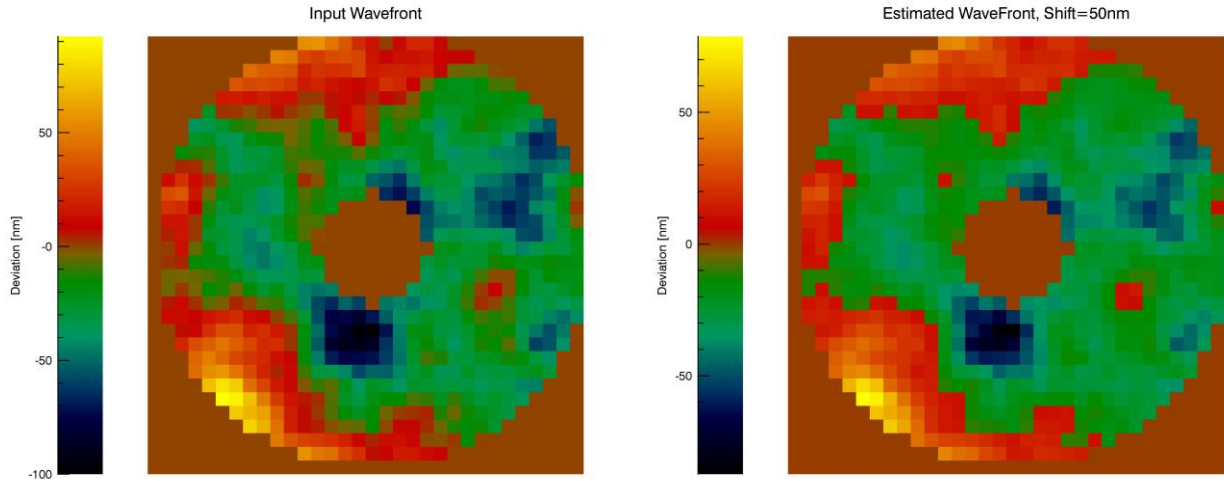 Input Wavefront
Estimated WaveFront, Shift=50nm
50
-0
-50
-100
Deviation [nm]
50
0
-50
Deviation [nm]